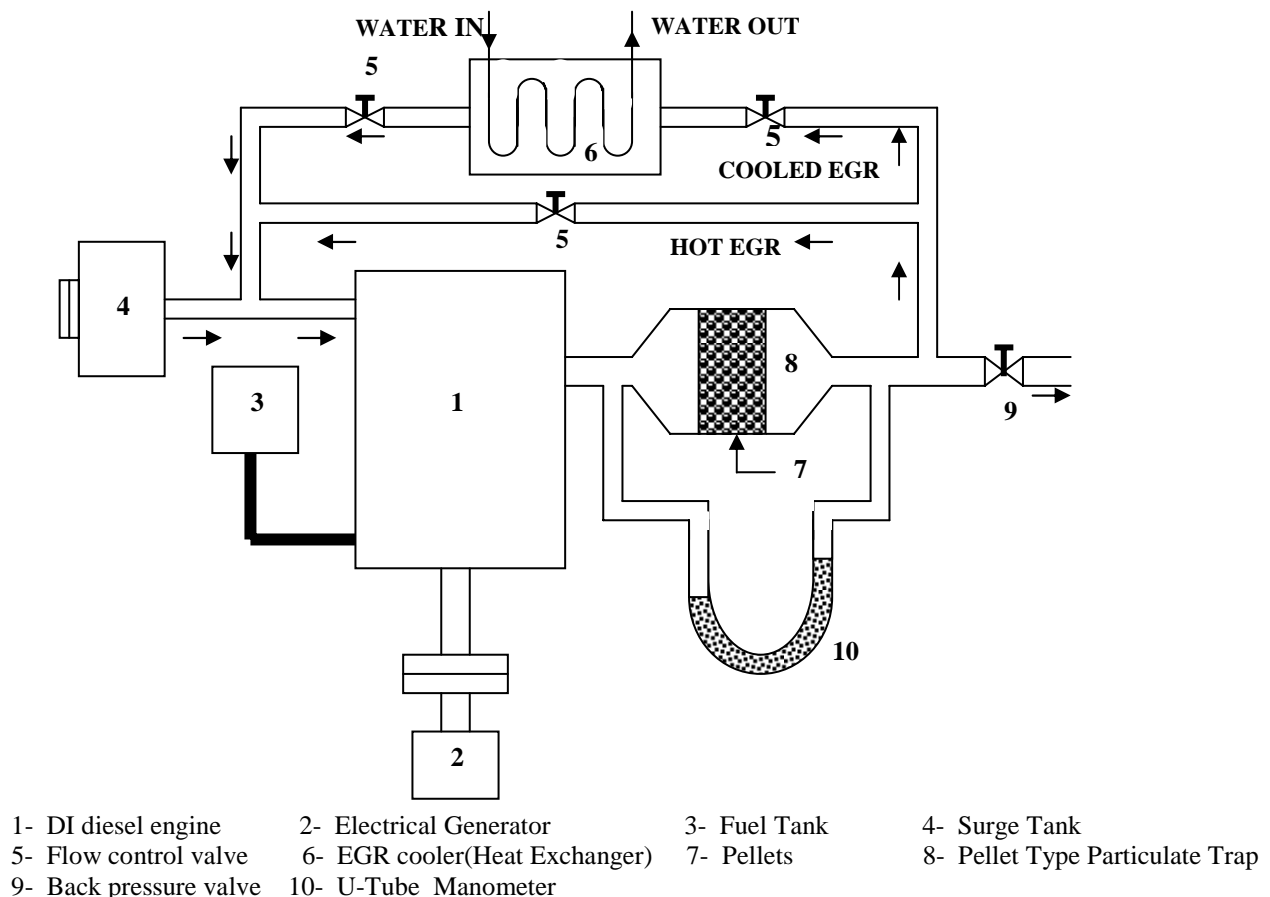 WATER IN WATER OUT
5
5
6
COOLED EGR
5
HOT EGR
4
8
3
1
9
7
10
2
1- DI diesel engine 2- Electrical Generator 3- Fuel Tank 4- Surge Tank
5- Flow control valve 6- EGR cooler(Heat Exchanger) 7- Pellets 8- Pellet Type Particulate Trap
9- Back pressure valve 10- U-Tube Manometer